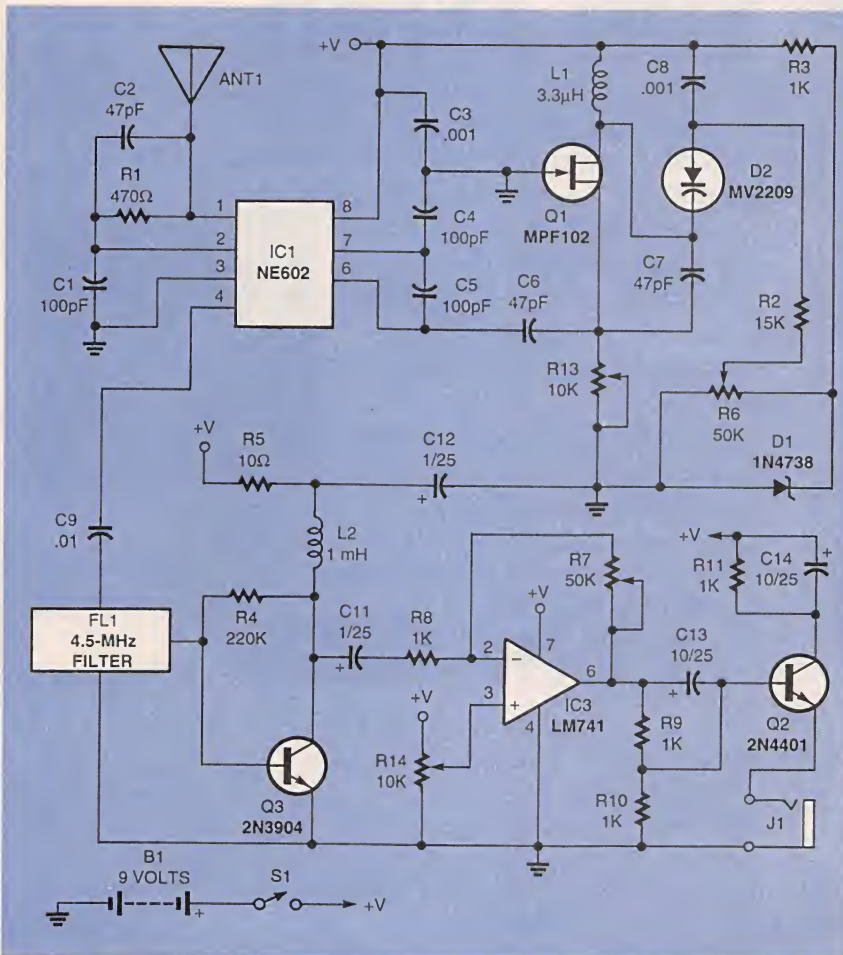 ANT1
C2
47pF
R1
470Ω
C1
100pF
1
2
3
4
8
7
6
IC1
NE602
+V
C3
.001
C4
100pF
C5
100pF
C6
47pF
L1
3.3µH
Q1
MPF102
C8
.001
R3
1K
D2
MV2209
C7
47pF
R2
15K
R13
10K
R6
50K
D1
1N4738
+V
R5
10Ω
C12
1/25
+
L2
1 mH
C9
.01
FL1
4.5-MHz
FILTER
R4
220K
C11
1/25
+
R8
1K
R7
50K
+V
7
2
−
3
+
6
4
IC3
LM741
+V
R14
10K
Q3
2N3904
C13
10/25
+
R9
1K
R10
1K
+V
R11
1K
C14
10/25
+
Q2
2N4401
J1
B1
9 VOLTS
+
S1
+V